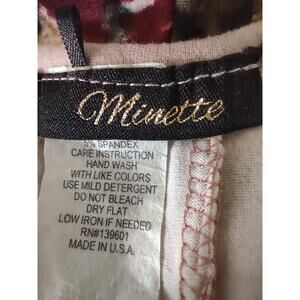 Minette
5% SPANDEX
CARE INSTRUCTION
HAND WASH
WITH LIKE COLORS
USE MILD DETERGENT
DO NOT BLEACH
DRY FLAT
LOW IRON IF NEEDED
RN#139601
MADE IN U.S.A.